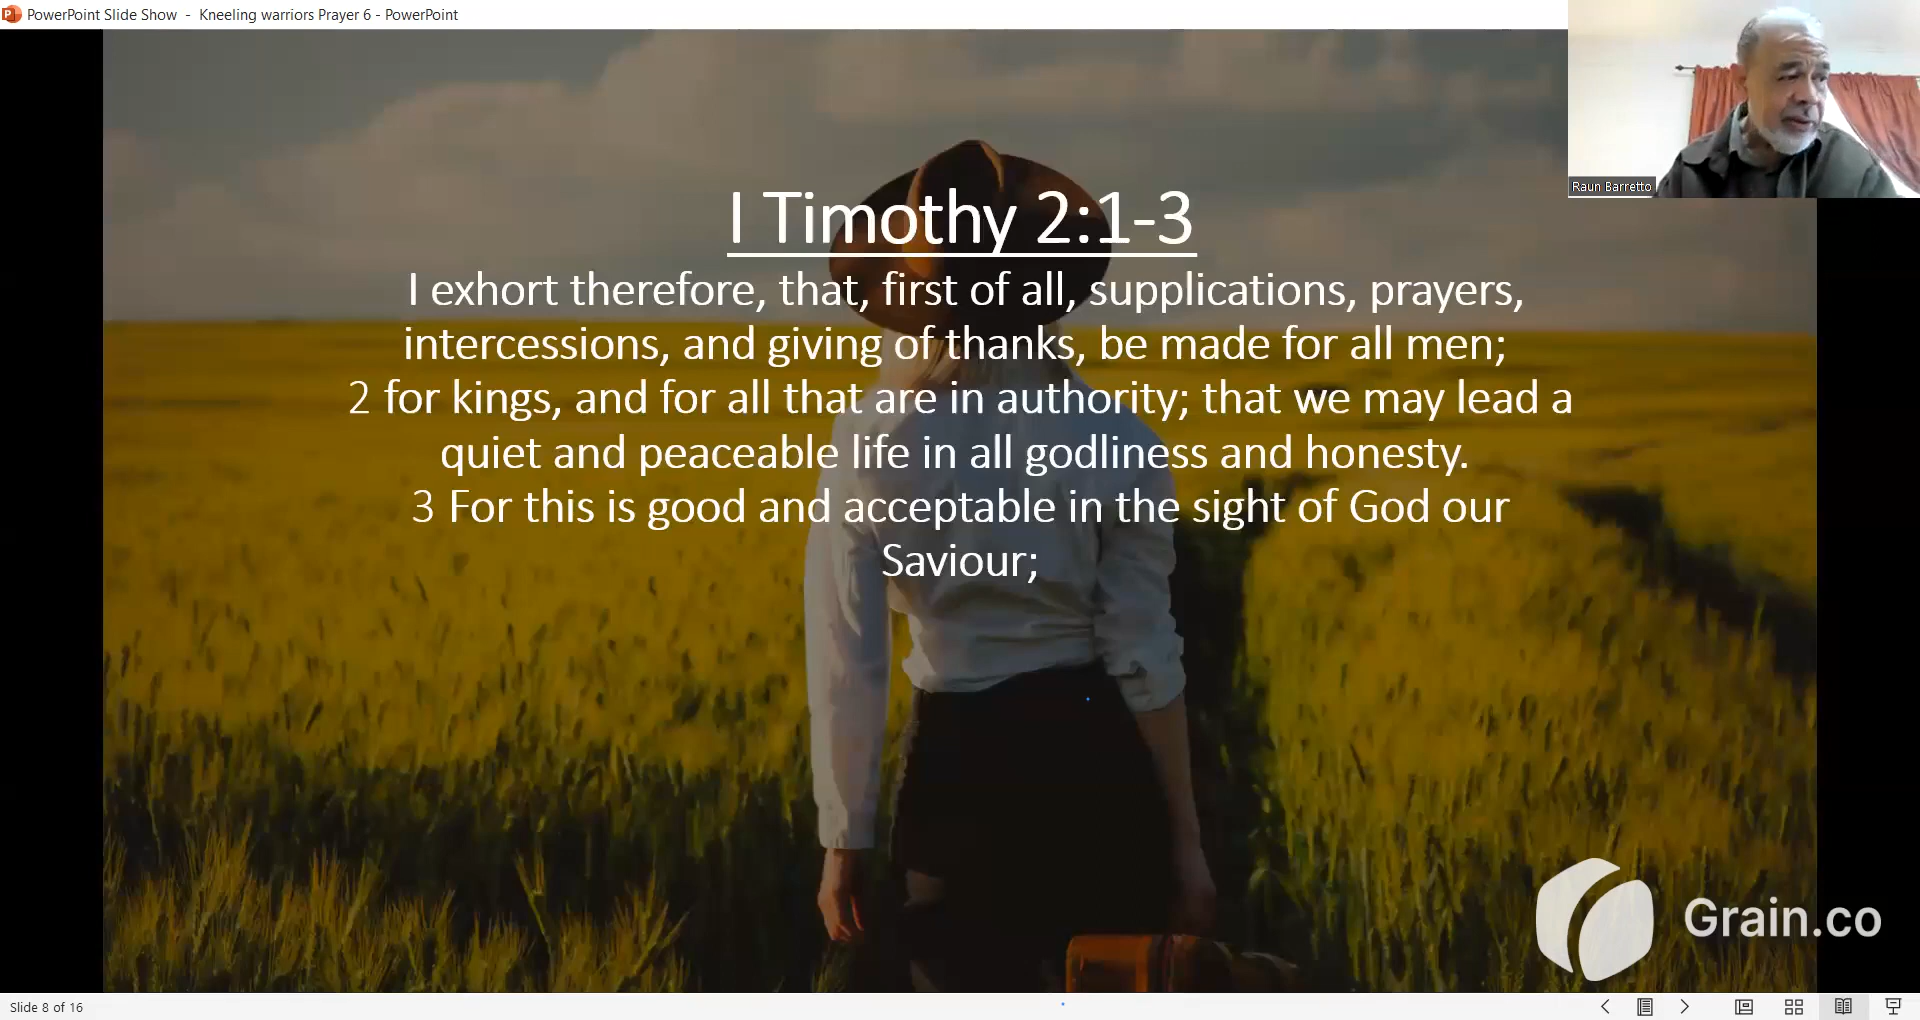 PowerPoint Slide Show - Kneeling warriors Prayer 6 - PowerPoint
Raun Barretto
I Timothy 2:1-3
I exhort therefore, that, first of all, supplications, prayers,
intercessions, and giving of thanks, be made for all men;
2 for kings, and for all that are in authority; that we may lead a
quiet and peaceable life in all godliness and honesty.
3 For this is good and acceptable in the sight of God our
Saviour;
Grain.co
Slide 8 of 16